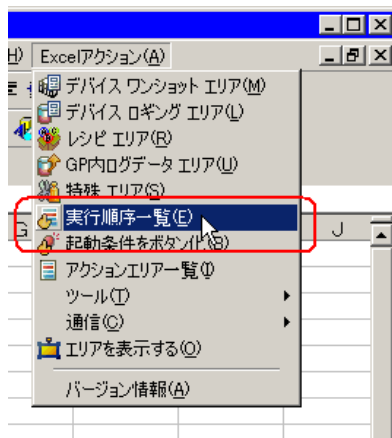 H) Excelアクション(A)
デバイス ワンショット エリア(M)
デバイス ロギング エリア(L)
レシピ エリア(R)
GP内ログデータ エリア(U)
特殊 エリア(S)
実行順序一覧(E)
起動条件をボタン化(B)
アクションエリア一覧(I)
ツール(T)
通信(C)
エリアを表示する(O)
バージョン情報(A)
G
J